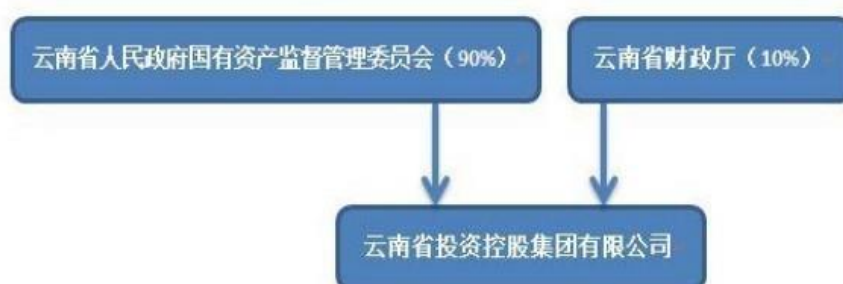 云南省人民政府国有资产监督管理委员会（90%）
云南省财政厅（10%）
云南省投资控股集团有限公司